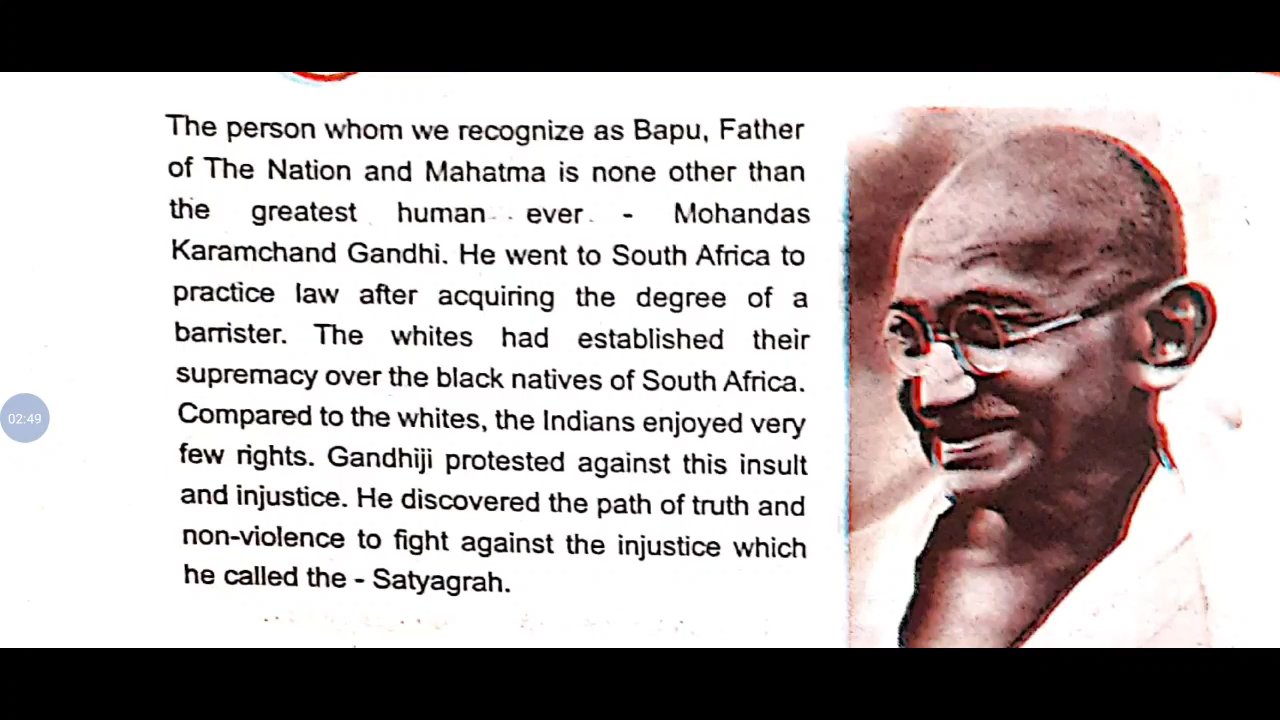 The person whom we recognize as Bapu, Father
of The Nation and Mahatma is none other than
the greatest human ever - Mohandas
Karamchand Gandhi. He went to South Africa to
practice law after acquiring the degree of a
barrister. The whites had established their
supremacy over the black natives of South Africa.
Compared to the whites, the Indians enjoyed very
few rights. Gandhiji protested against this insult
and injustice. He discovered the path of truth and
non-violence to fight against the injustice which
he called the - Satyagrah.
02:49